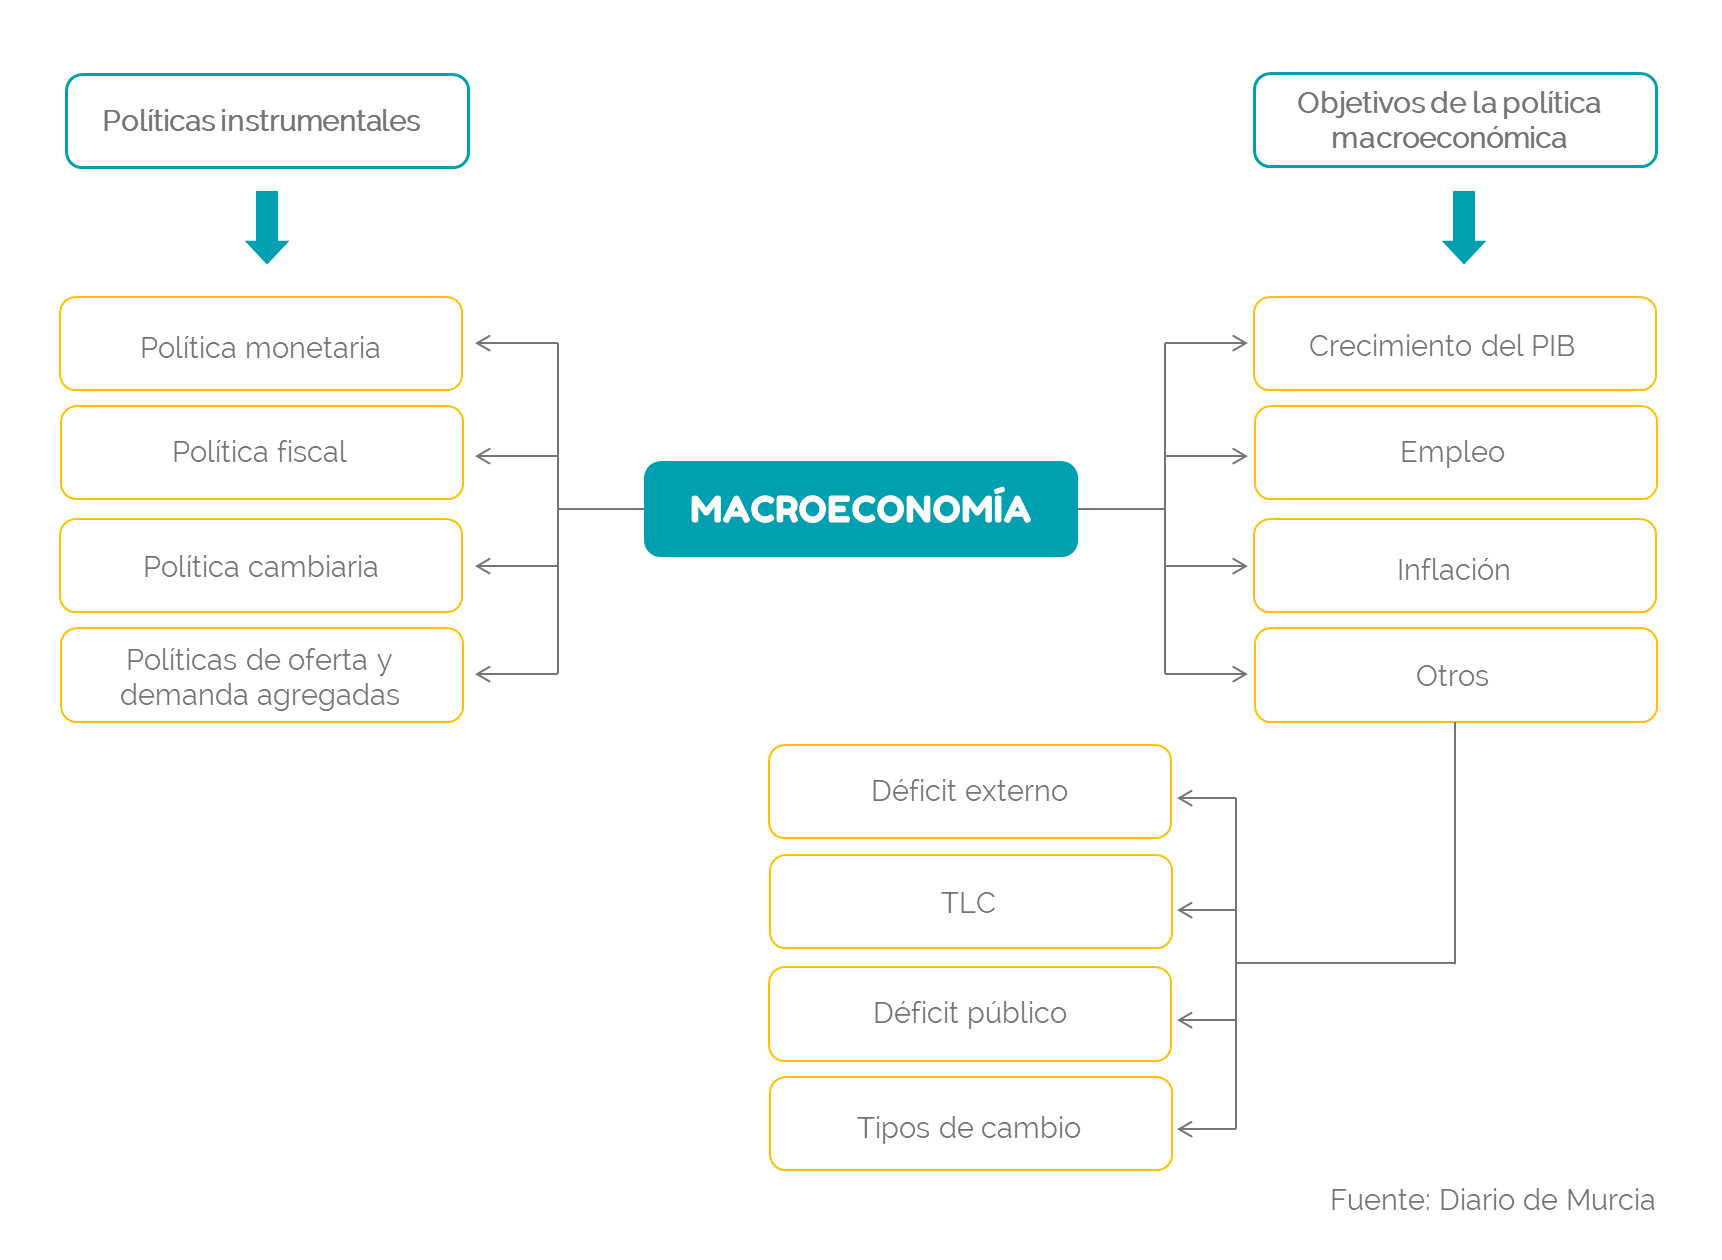 Políticas instrumentales
Objetivos de la política
macroeconómica
Política monetaria
Política fiscal
Política cambiaria
Políticas de oferta y
demanda agregadas
MACROECONOMÍA
Crecimiento del PIB
Empleo
Inflación
Otros
Déficit externo
TLC
Déficit público
Tipos de cambio
Fuente: Diario de Murcia